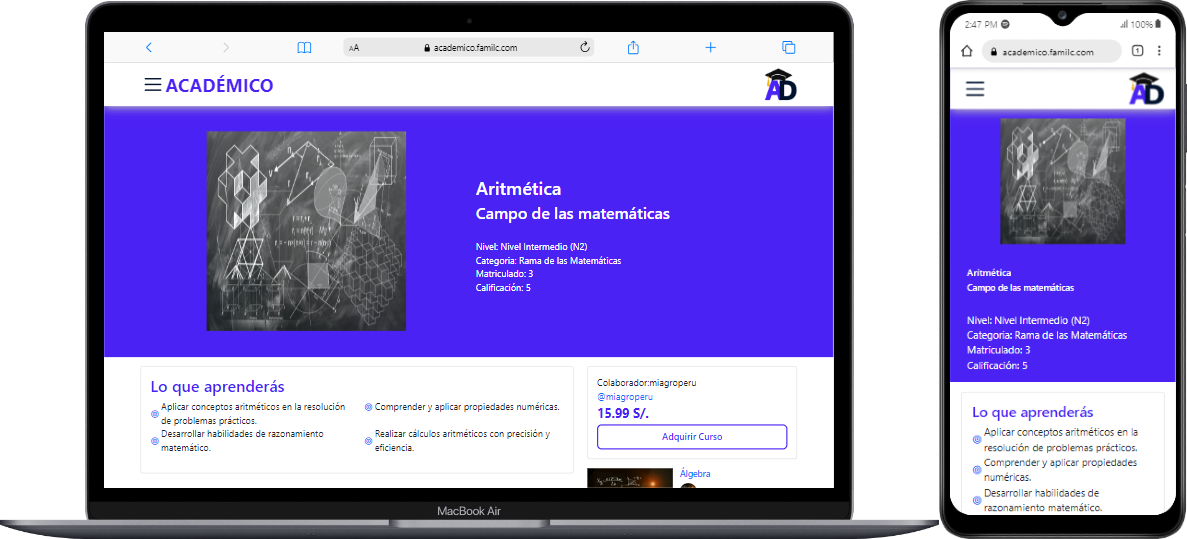 AA academico.familc.com
ACADÉMICO
AD
Aritmética
Campo de las matemáticas
Nivel: Nivel Intermedio (N2)
Categoria: Rama de las Matemáticas
Matriculado: 3
Calificación: 5
Lo que aprenderás
Aplicar conceptos aritméticos en la resolución
de problemas prácticos.
Desarrollar habilidades de razonamiento
matemático.
Comprender y aplicar propiedades numéricas.
Realizar cálculos aritméticos con precisión y
eficiencia.
Colaborador:miagroperu
@miagroperu
15.99 S/.
Adquirir Curso
Álgebra
MacBook Air
2:47 PM 100%
academico.familc.com 1
AD
Aritmética
Campo de las matemáticas
Nivel: Nivel Intermedio (N2)
Categoria: Rama de las Matemáticas
Matriculado: 3
Calificación: 5
Lo que aprenderás
Aplicar conceptos aritméticos en la
resolución de problemas prácticos.
Comprender y aplicar propiedades
numéricas.
Desarrollar habilidades de
razonamiento matemático.